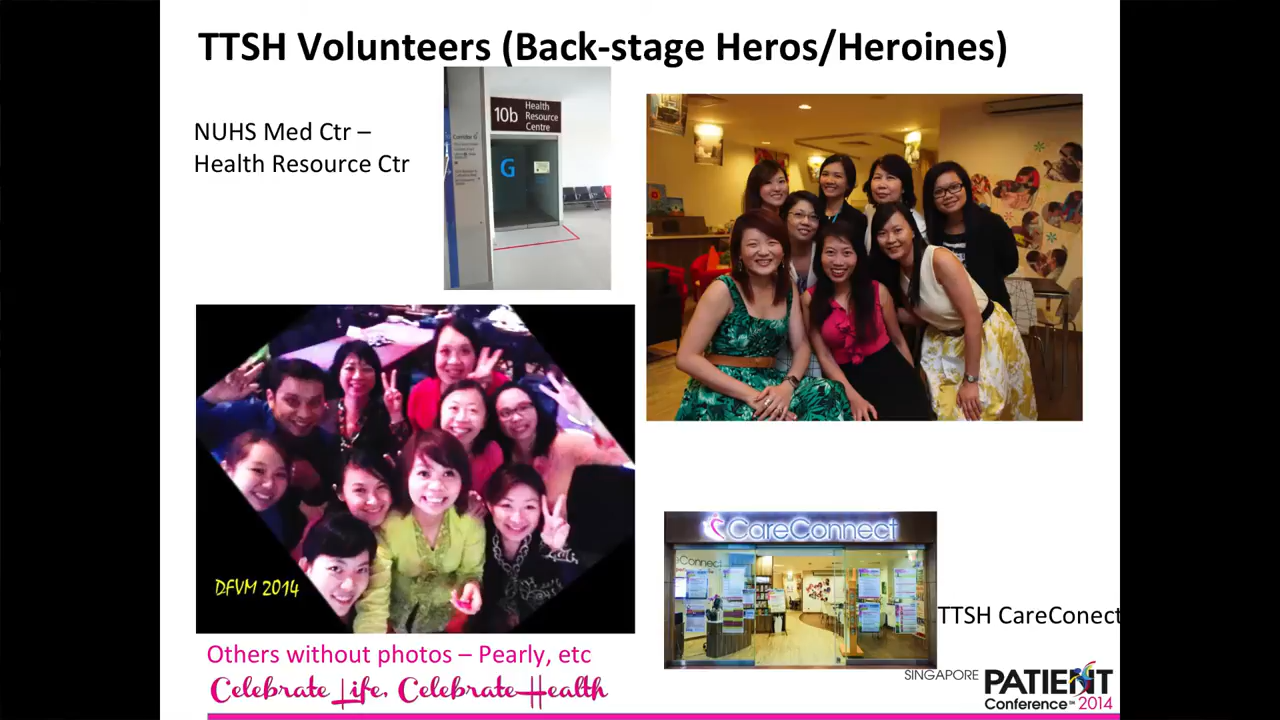 TTSH Volunteers (Back-stage Heros/Heroines)
NUHS Med Ctr –
Health Resource Ctr
10b
Health
Resource
Centre
G
CareConnect
DFVM 2014
TTSH CareConect
Others without photos – Pearly, etc
Celebrate Life, Celebrate Health
SINGAPORE
PATIENT
Conference
2014